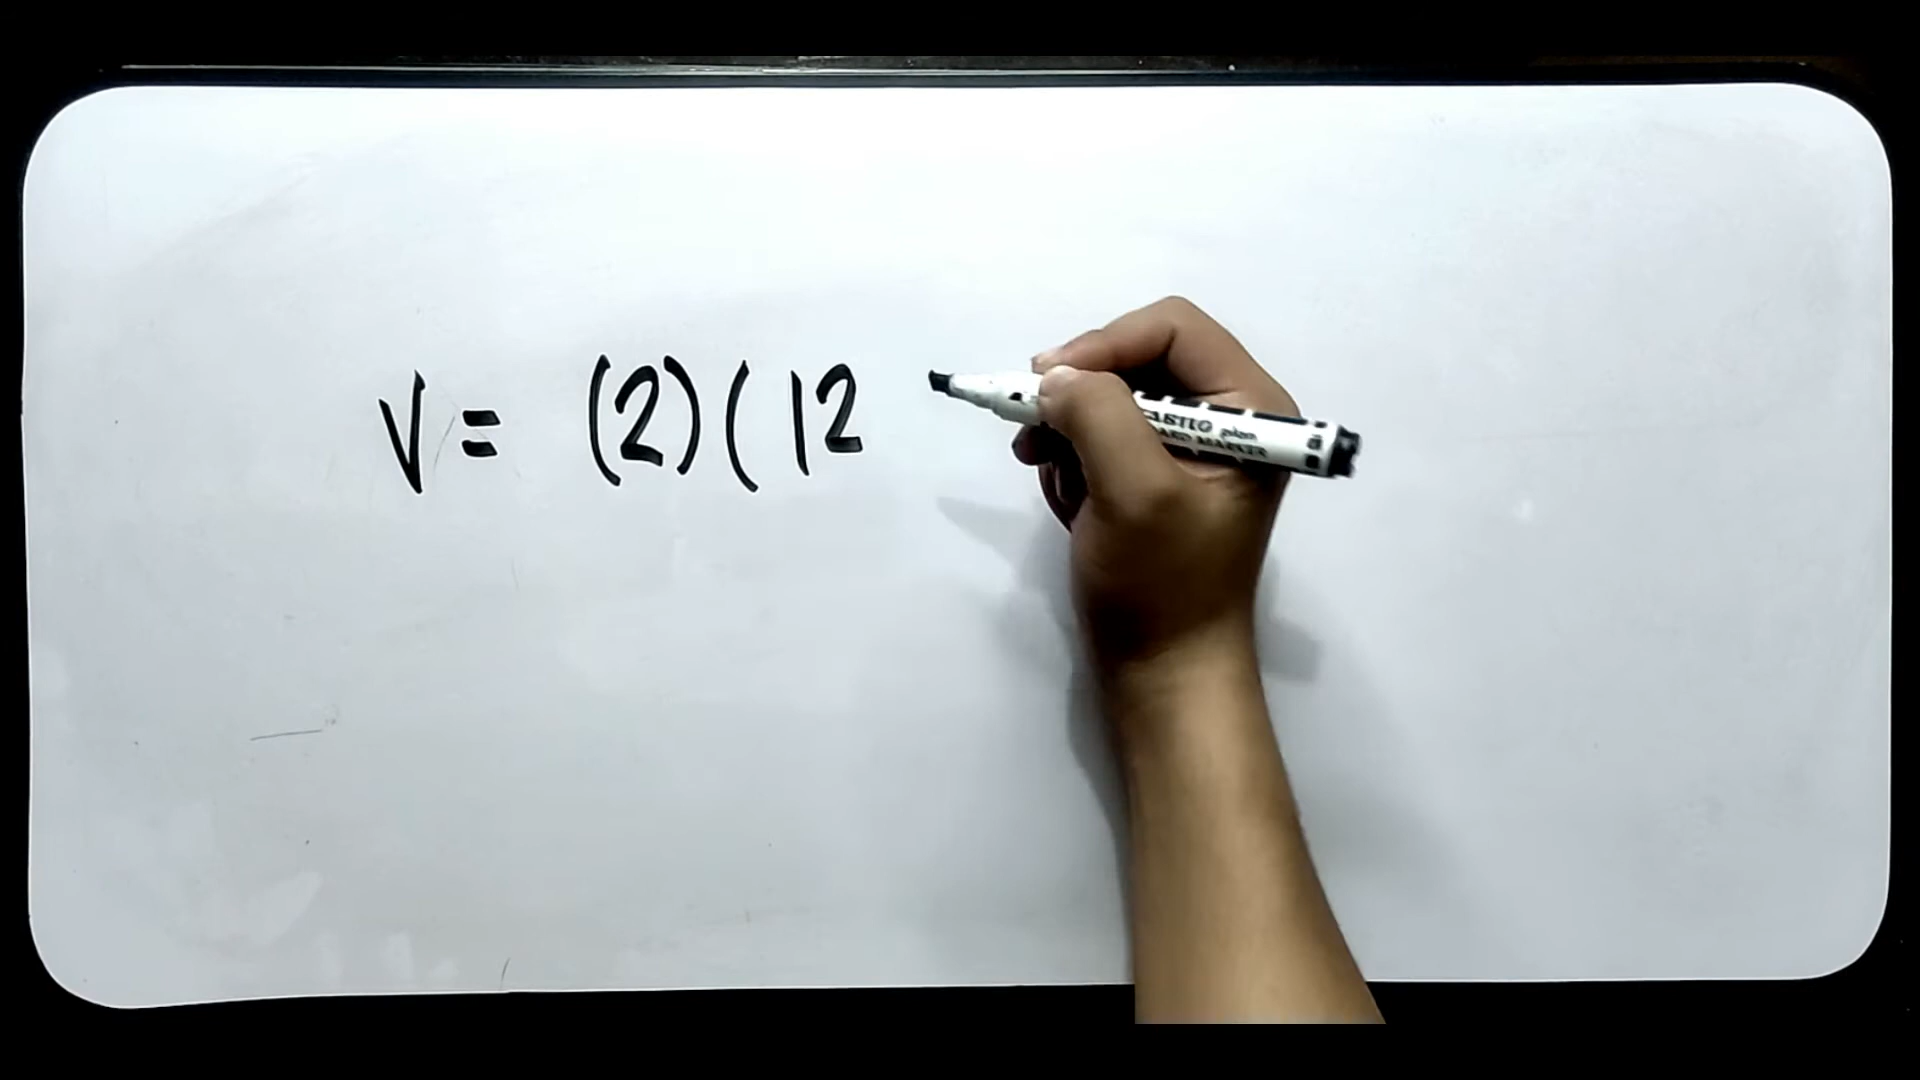 V = (2)(12